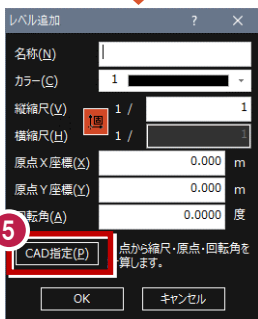 レベル追加 ? ×
名称(N)
カラー(C) 1
縦縮尺(V) 1 / 1
横縮尺(H) 1 / 1
原点X座標(X) 0.000 m
原点Y座標(Y) 0.000 m
回転角(A) 0.0000 度
5
CAD指定(P) 点から縮尺・原点・回転角を
算します。
OK キャンセル